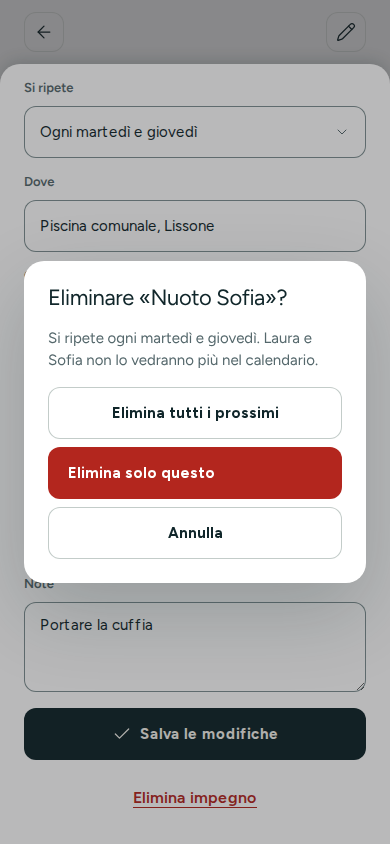 Si ripete
Ogni martedì e giovedì
Dove
Piscina comunale, Lissone
Eliminare «Nuoto Sofia»?
Si ripete ogni martedì e giovedì. Laura e
Sofia non lo vedranno più nel calendario.
Elimina tutti i prossimi
Elimina solo questo
Annulla
Note
Portare la cuffia
Salva le modifiche
Elimina impegno